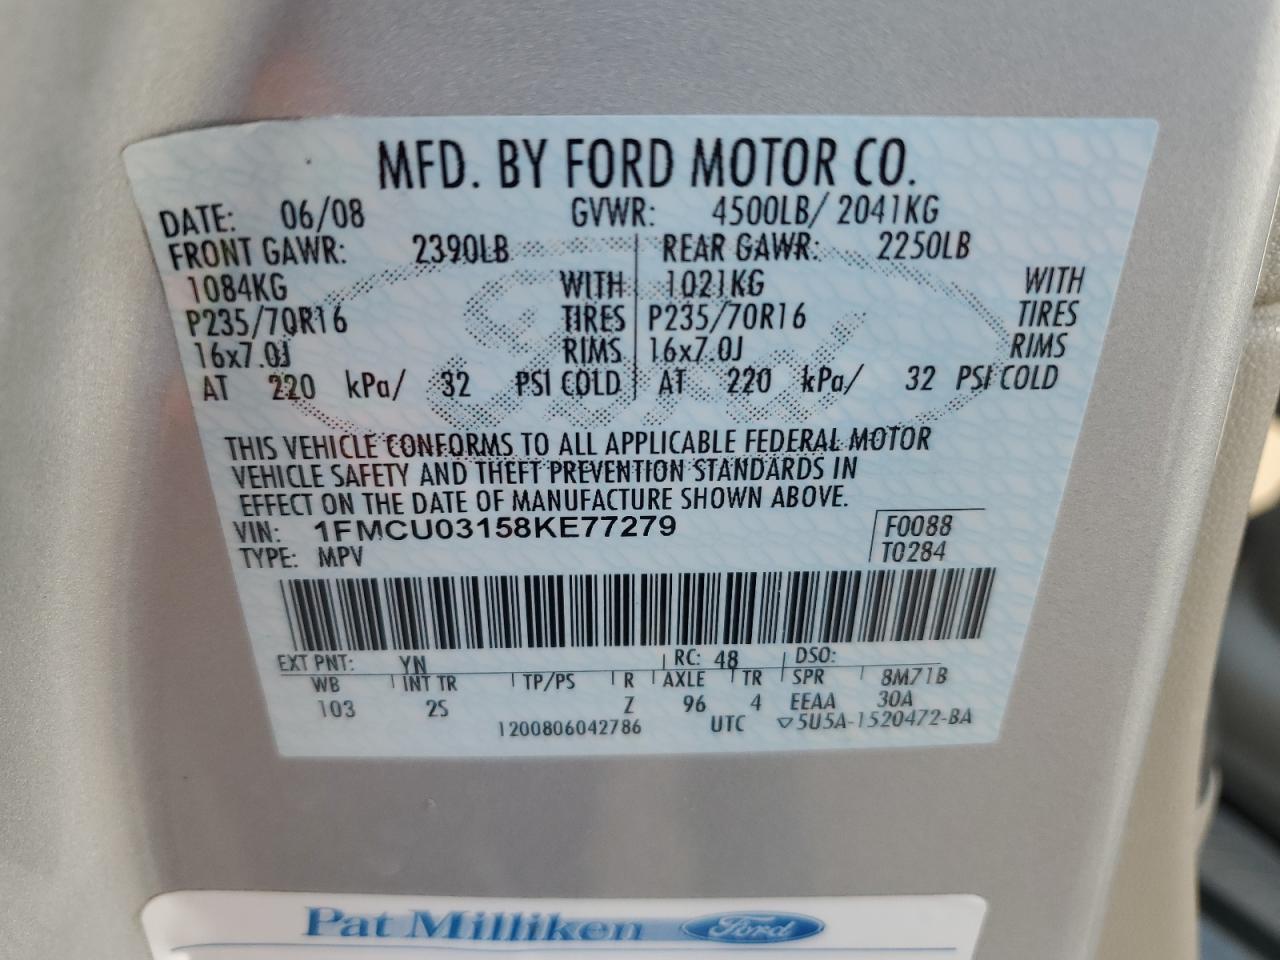 MFD. BY FORD MOTOR CO.
DATE: 06/08 GVWR: 4500LB/ 2041KG
FRONT GAWR: 2390LB REAR GAWR: 2250LB
1084KG WITH 1021KG WITH
P235/70R16 TIRES P235/70R16 TIRES
16x7.0J RIMS 16x7.0J RIMS
AT 220 kPa/ 32 PSI COLD AT 220 kPa/ 32 PSI COLD
THIS VEHICLE CONFORMS TO ALL APPLICABLE FEDERAL MOTOR
VEHICLE SAFETY AND THEFT PREVENTION STANDARDS IN
EFFECT ON THE DATE OF MANUFACTURE SHOWN ABOVE.
VIN: 1FMCU03158KE77279 F0088
TYPE: MPV T0284
EXT PNT: YN RC: 48 DSO:
WB INT TR TP/PS R AXLE TR SPR 8M71B
103 2S Z 96 4 EEAA 30A
1200806042786 UTC ▽5U5A-1520472-BA
Pat Milliken Ford